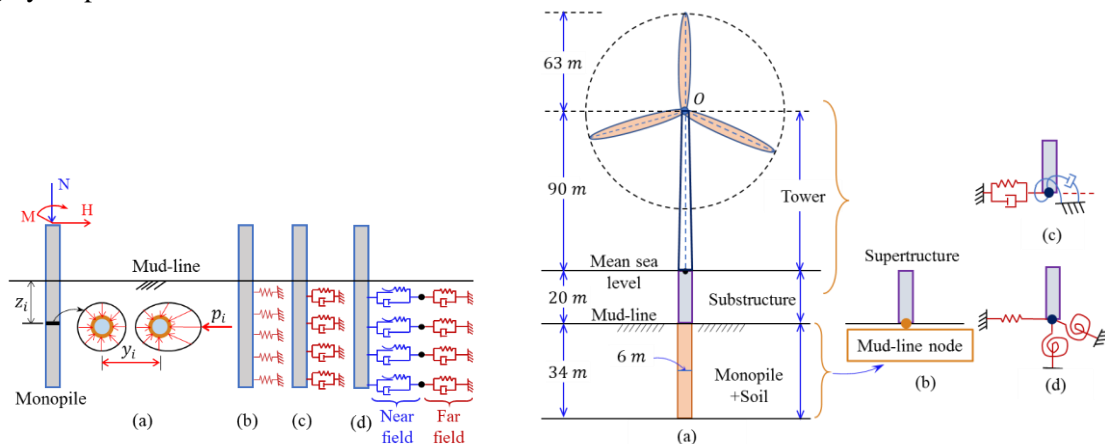 N
M
H
Mud-line
z_i
p_i
y_i
Monopile
(a)
(b)
(c)
(d)
Near field
Far field
63 m
O
90 m
Tower
Mean sea level
20 m
Substructure
Mud-line
34 m
6 m
Monopile +Soil
(a)
Supertructure
Mud-line node
(b)
(c)
(d)